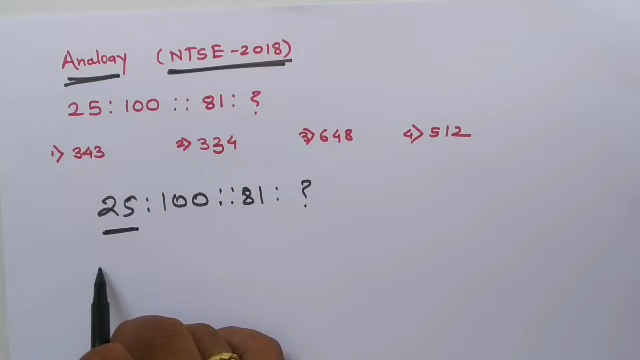 Analogy (NTSE-2018)
25:100 :: 81: ?
1) 343 2) 334 3) 648 4) 512
25:100::81: ?